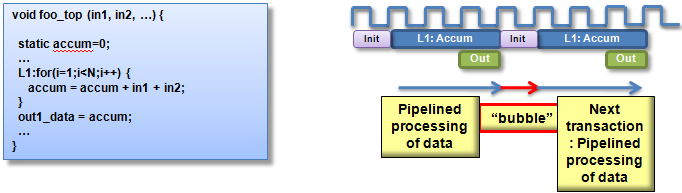 void foo_top (in1, in2, …) {
static accum=0;
…
L1:for(i=1;i<N;i++) {
accum = accum + in1 + in2;
}
out1_data = accum;
…
}
Init
L1: Accum
Init
L1: Accum
Out
Out
Pipelined
processing
of data
“bubble”
Next
transaction
: Pipelined
processing
of data